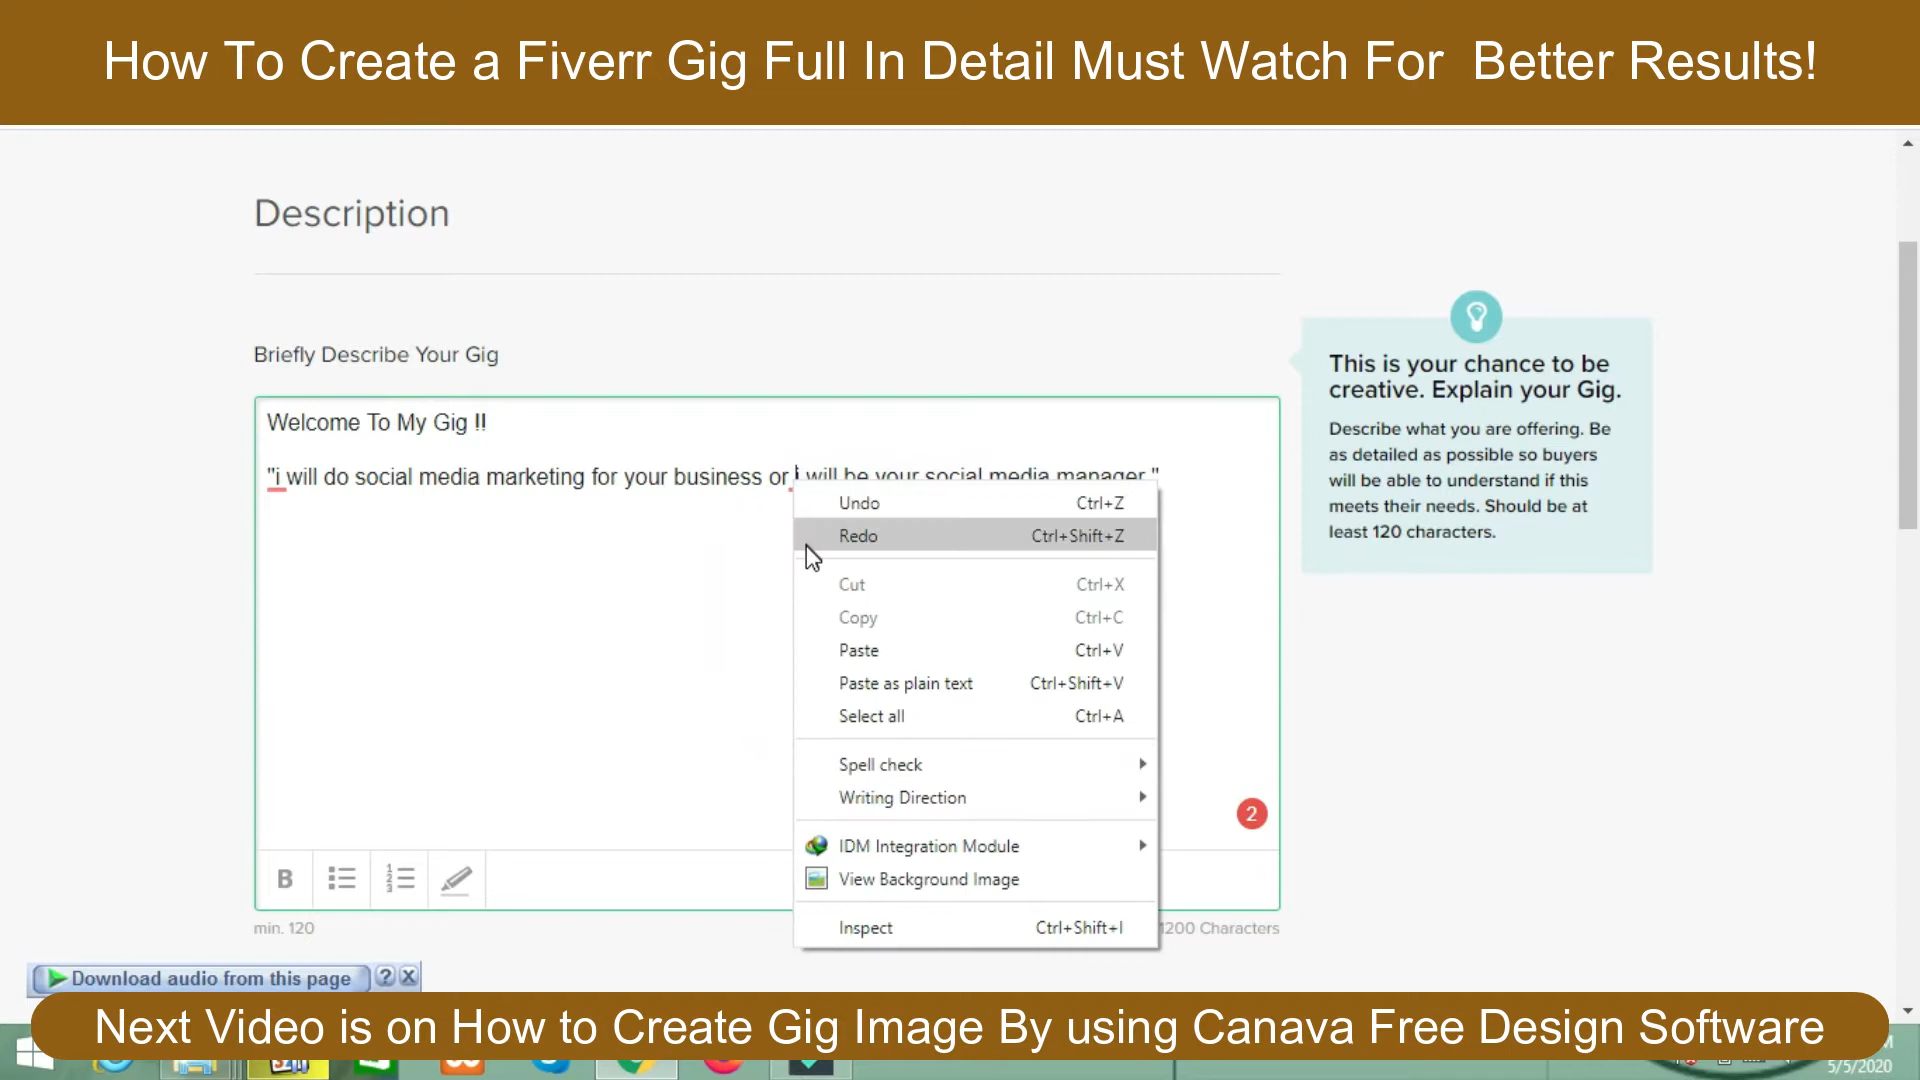 How To Create a Fiverr Gig Full In Detail Must Watch For  Better Results!
Description
Briefly Describe Your Gig
Welcome To My Gig !!
"i will do social media marketing for your business or i will be your social media manager "
Undo Ctrl+Z
Redo Ctrl+Shift+Z
Cut Ctrl+X
Copy Ctrl+C
Paste Ctrl+V
Paste as plain text Ctrl+Shift+V
Select all Ctrl+A
Spell check
Writing Direction
IDM Integration Module
View Background Image
Inspect Ctrl+Shift+I
2
B
min. 120
1200 Characters
This is your chance to be
creative. Explain your Gig.
Describe what you are offering. Be
as detailed as possible so buyers
will be able to understand if this
meets their needs. Should be at
least 120 characters.
Download audio from this page ? X
Next Video is on How to Create Gig Image By using Canava Free Design Software
5/5/2020